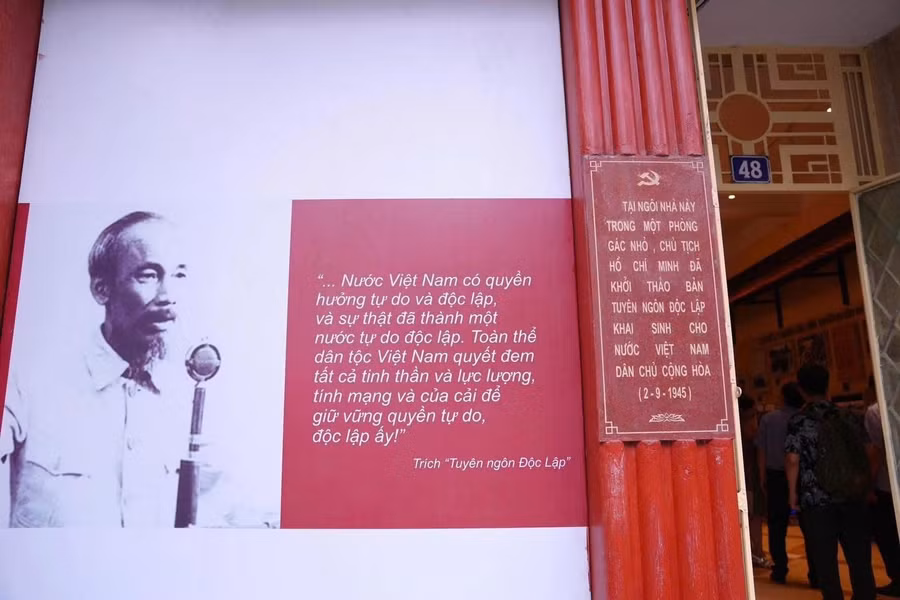 "... Nước Việt Nam có quyền
hưởng tự do và độc lập,
và sự thật đã thành một
nước tự do độc lập. Toàn thể
dân tộc Việt Nam quyết đem
tất cả tinh thần và lực lượng,
tính mạng và của cải để
giữ vững quyền tự do,
độc lập ấy!"
Trích "Tuyên ngôn Độc Lập"
TẠI NGÔI NHÀ NÀY
TRONG MỘT PHÒNG
GÁC NHỎ, CHỦ TỊCH
HỒ CHÍ MINH ĐÃ
KHỞI THẢO BẢN
TUYÊN NGÔN ĐỘC LẬP
KHAI SINH CHO
NƯỚC VIỆT NAM
DÂN CHỦ CỘNG HÒA
(2-9-1945)
48